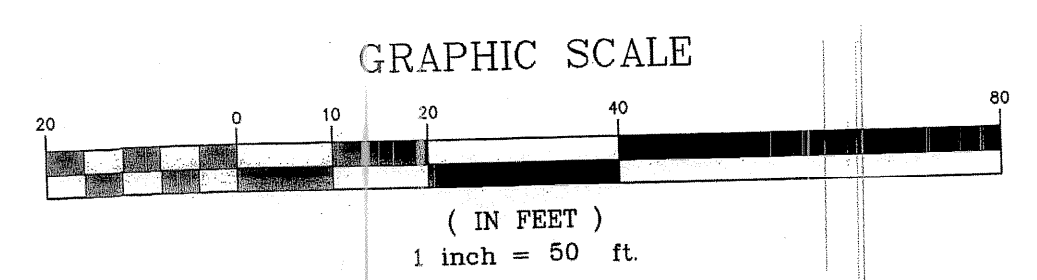 GRAPHIC SCALE
20 0 10 20 40 80
( IN FEET )
1 inch = 50 ft.